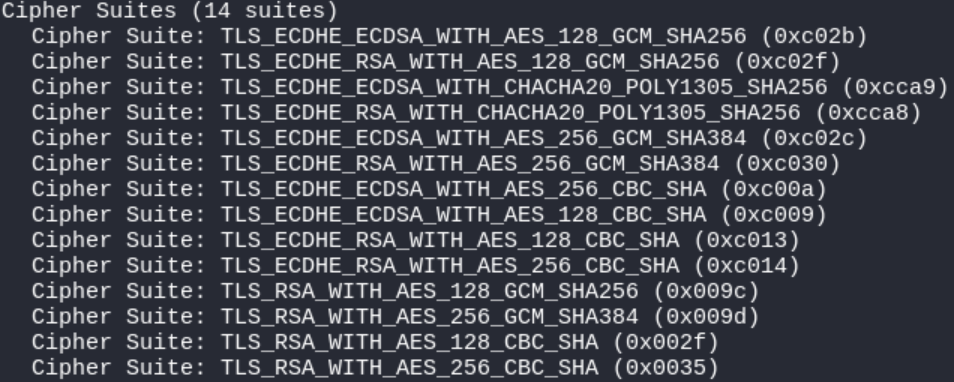 Cipher Suites (14 suites)
Cipher Suite: TLS_ECDHE_ECDSA_WITH_AES_128_GCM_SHA256 (0xc02b)
Cipher Suite: TLS_ECDHE_RSA_WITH_AES_128_GCM_SHA256 (0xc02f)
Cipher Suite: TLS_ECDHE_ECDSA_WITH_CHACHA20_POLY1305_SHA256 (0xcca9)
Cipher Suite: TLS_ECDHE_RSA_WITH_CHACHA20_POLY1305_SHA256 (0xcca8)
Cipher Suite: TLS_ECDHE_ECDSA_WITH_AES_256_GCM_SHA384 (0xc02c)
Cipher Suite: TLS_ECDHE_RSA_WITH_AES_256_GCM_SHA384 (0xc030)
Cipher Suite: TLS_ECDHE_ECDSA_WITH_AES_256_CBC_SHA (0xc00a)
Cipher Suite: TLS_ECDHE_ECDSA_WITH_AES_128_CBC_SHA (0xc009)
Cipher Suite: TLS_ECDHE_RSA_WITH_AES_128_CBC_SHA (0xc013)
Cipher Suite: TLS_ECDHE_RSA_WITH_AES_256_CBC_SHA (0xc014)
Cipher Suite: TLS_RSA_WITH_AES_128_GCM_SHA256 (0x009c)
Cipher Suite: TLS_RSA_WITH_AES_256_GCM_SHA384 (0x009d)
Cipher Suite: TLS_RSA_WITH_AES_128_CBC_SHA (0x002f)
Cipher Suite: TLS_RSA_WITH_AES_256_CBC_SHA (0x0035)